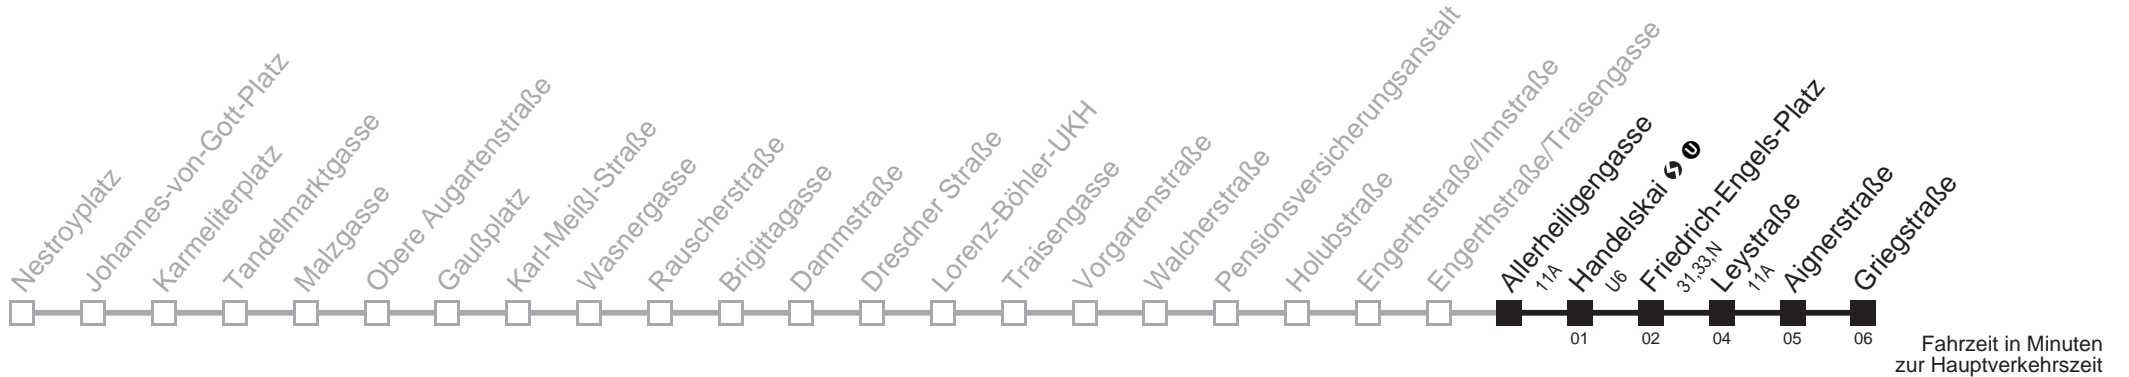 Nestroyplatz
Johannes-von-Gott-Platz
Karmeliterplatz
Tandelmarktgasse
Malzgasse
Obere Augartenstraße
Gaußplatz
Karl-Meißl-Straße
Wasnergasse
Rauscherstraße
Brigittagasse
Dammstraße
Dresdner Straße
Lorenz-Böhler-UKH
Traisengasse
Vorgartenstraße
Walcherstraße
Pensionsversicherungsanstalt
Holubstraße
Engerthstraße/Innstraße
Engerthstraße/Traisengasse
Allerheiligengasse
11A
Handelskai S U
U6
Friedrich-Engels-Platz
31,33,N
Leystraße
11A
Aignerstraße
Griegstraße
01
02
04
05
06
Fahrzeit in Minuten
zur Hauptverkehrszeit